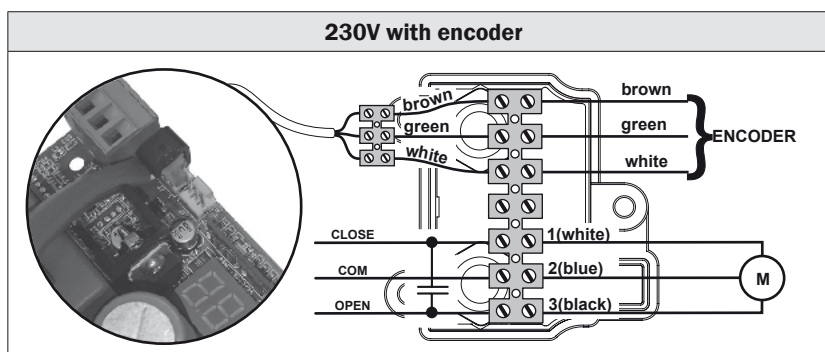 230V with encoder
brown
brown
green
green
ENCODER
white
white
CLOSE
1(white)
COM
2(blue)
M
OPEN
3(black)